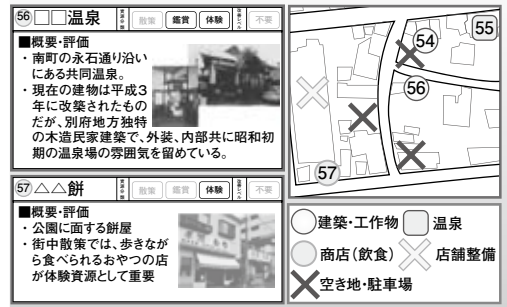 56 □□温泉 散策 鑑賞 体験 不要
■概要・評価
・南町の永石通り沿い
にある共同温泉。
・現在の建物は平成3
年に改築されたもの
だが、別府地方独特
の木造民家建築で、外装、内部共に昭和初
期の温泉場の雰囲気を留めている。
57 △△餅 散策 鑑賞 体験 不要
■概要・評価
・公園に面する餅屋
・街中散策では、歩きなが
ら食べられるおやつの店
が体験資源として重要
54
55
56
57
建築・工作物 温泉
商店(飲食) 店舗整備
空き地・駐車場